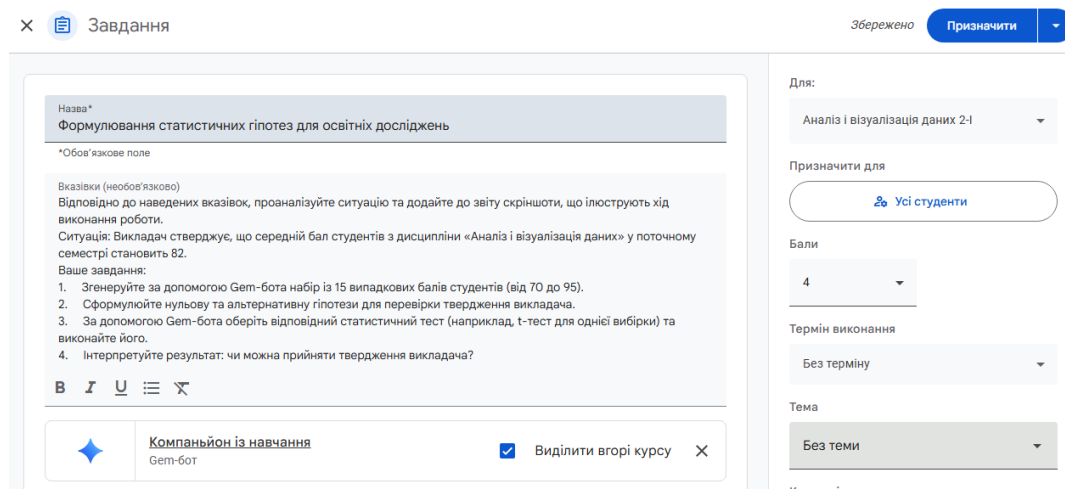 Завдання
Збережено
Призначити
Назва*
Формулювання статистичних гіпотез для освітніх досліджень
*Обов'язкове поле
Вказівки (необов'язково)
Відповідно до наведених вказівок, проаналізуйте ситуацію та додайте до звіту скріншоти, що ілюструють хід
виконання роботи.
Ситуація: Викладач стверджує, що середній бал студентів з дисципліни «Аналіз і візуалізація даних» у поточному
семестрі становить 82.
Ваше завдання:
1. Згенеруйте за допомогою Gem-бота набір із 15 випадкових балів студентів (від 70 до 95).
2. Сформулюйте нульову та альтернативну гіпотези для перевірки твердження викладача.
3. За допомогою Gem-бота оберіть відповідний статистичний тест (наприклад, t-тест для однієї вибірки) та
виконайте його.
4. Інтерпретуйте результат: чи можна прийняти твердження викладача?
B I U
Компаньйон із навчання
Gem-бот
Виділити вгорі курсу
Для:
Аналіз і візуалізація даних 2-І
Призначити для
Усі студенти
Бали
4
Термін виконання
Без терміну
Тема
Без теми